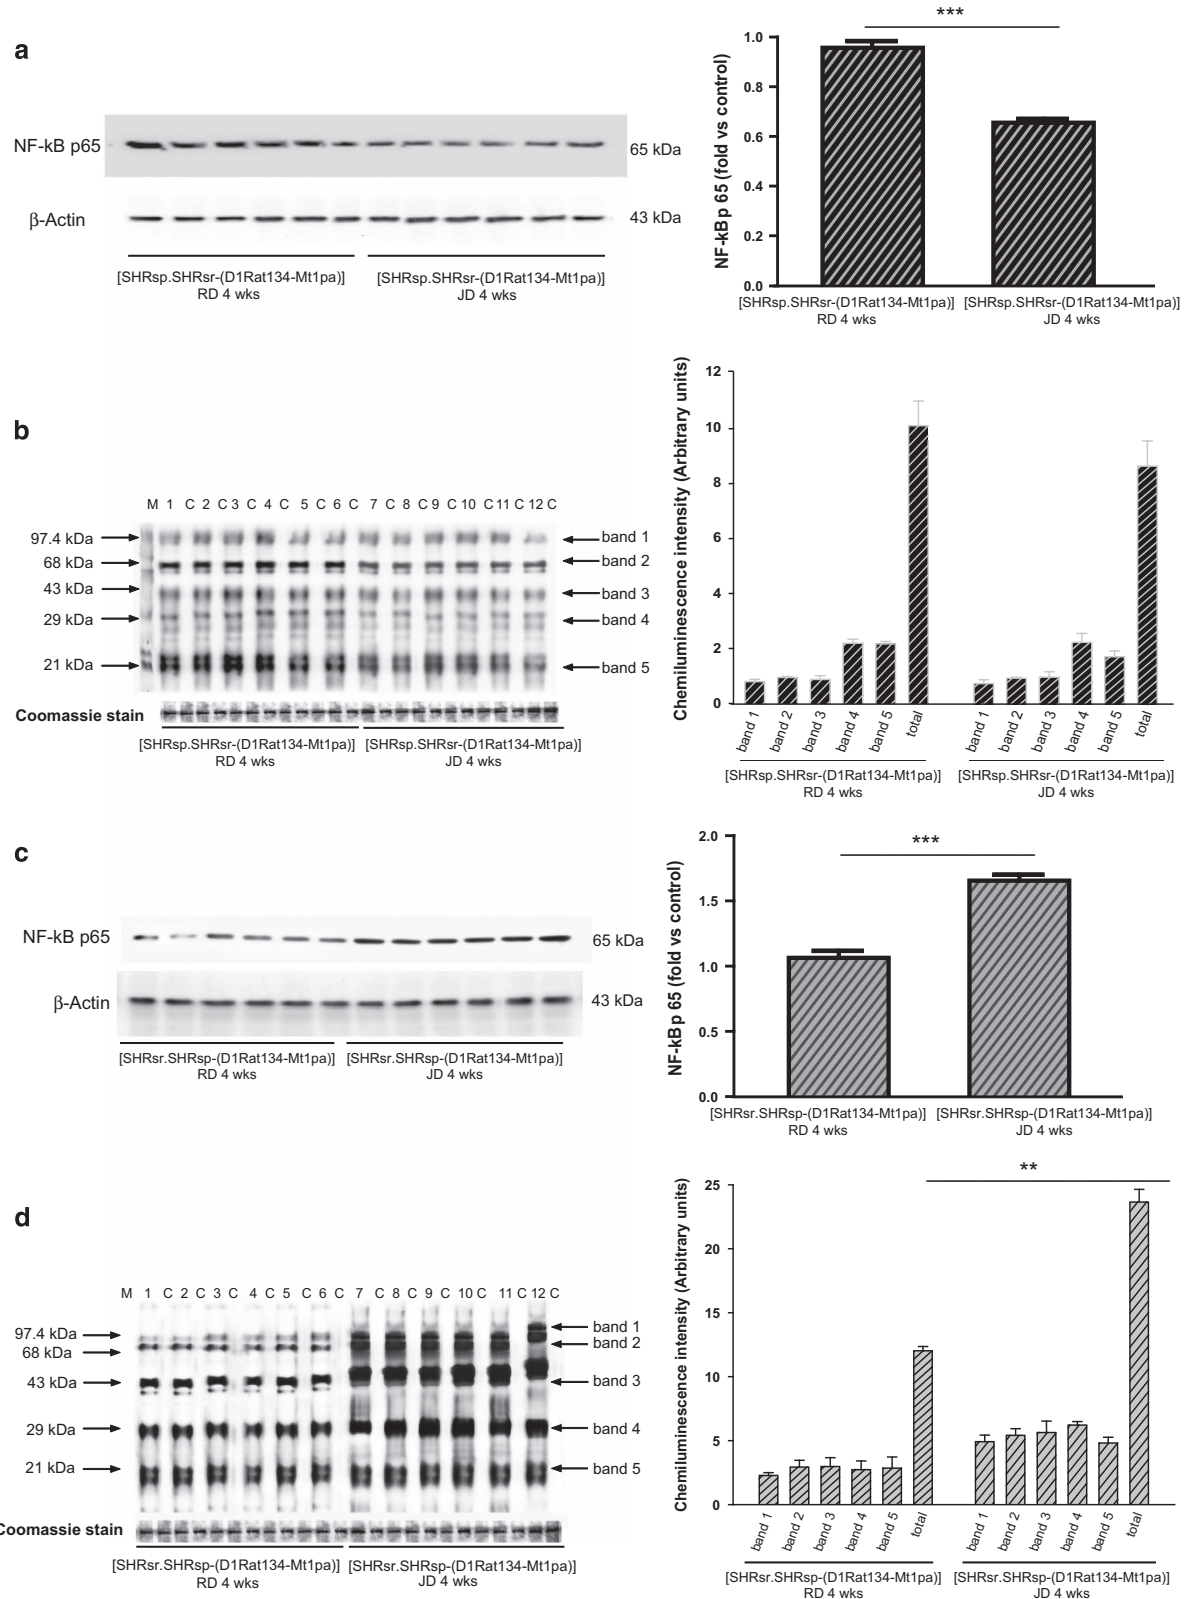 a
NF-kB p65
65 kDa
β-Actin
43 kDa
[SHRsp.SHRsr-(D1Rat134-Mt1pa)]
RD 4 wks
[SHRsp.SHRsr-(D1Rat134-Mt1pa)]
JD 4 wks
***
NF-kBp 65 (fold vs control)
1.0
0.8
0.6
0.4
0.2
0.0
[SHRsp.SHRsr-(D1Rat134-Mt1pa)]
RD 4 wks
[SHRsp.SHRsr-(D1Rat134-Mt1pa)]
JD 4 wks
b
M 1 C 2 C 3 C 4 C 5 C 6 C 7 C 8 C 9 C 10 C 11 C 12 C
97.4 kDa
68 kDa
43 kDa
29 kDa
21 kDa
band 1
band 2
band 3
band 4
band 5
Coomassie stain
[SHRsp.SHRsr-(D1Rat134-Mt1pa)]
RD 4 wks
[SHRsp.SHRsr-(D1Rat134-Mt1pa)]
JD 4 wks
Chemiluminescence intensity (Arbitrary units)
12
10
8
6
4
2
0
band 1
band 2
band 3
band 4
band 5
total
band 1
band 2
band 3
band 4
band 5
total
[SHRsp.SHRsr-(D1Rat134-Mt1pa)]
RD 4 wks
[SHRsp.SHRsr-(D1Rat134-Mt1pa)]
JD 4 wks
c
NF-kB p65
65 kDa
β-Actin
43 kDa
[SHRsr.SHRsp-(D1Rat134-Mt1pa)]
RD 4 wks
[SHRsr.SHRsp-(D1Rat134-Mt1pa)]
JD 4 wks
***
NF-kBp 65 (fold vs control)
2.0
1.5
1.0
0.5
0.0
[SHRsr.SHRsp-(D1Rat134-Mt1pa)]
RD 4 wks
[SHRsr.SHRsp-(D1Rat134-Mt1pa)]
JD 4 wks
d
M 1 C 2 C 3 C 4 C 5 C 6 C 7 C 8 C 9 C 10 C 11 C 12 C
97.4 kDa
68 kDa
43 kDa
29 kDa
21 kDa
band 1
band 2
band 3
band 4
band 5
Coomassie stain
[SHRsr.SHRsp-(D1Rat134-Mt1pa)]
RD 4 wks
[SHRsr.SHRsp-(D1Rat134-Mt1pa)]
JD 4 wks
**
Chemiluminescence intensity (Arbitrary units)
25
20
15
10
5
0
band 1
band 2
band 3
band 4
band 5
total
band 1
band 2
band 3
band 4
band 5
total
[SHRsr.SHRsp-(D1Rat134-Mt1pa)]
RD 4 wks
[SHRsr.SHRsp-(D1Rat134-Mt1pa)]
JD 4 wks